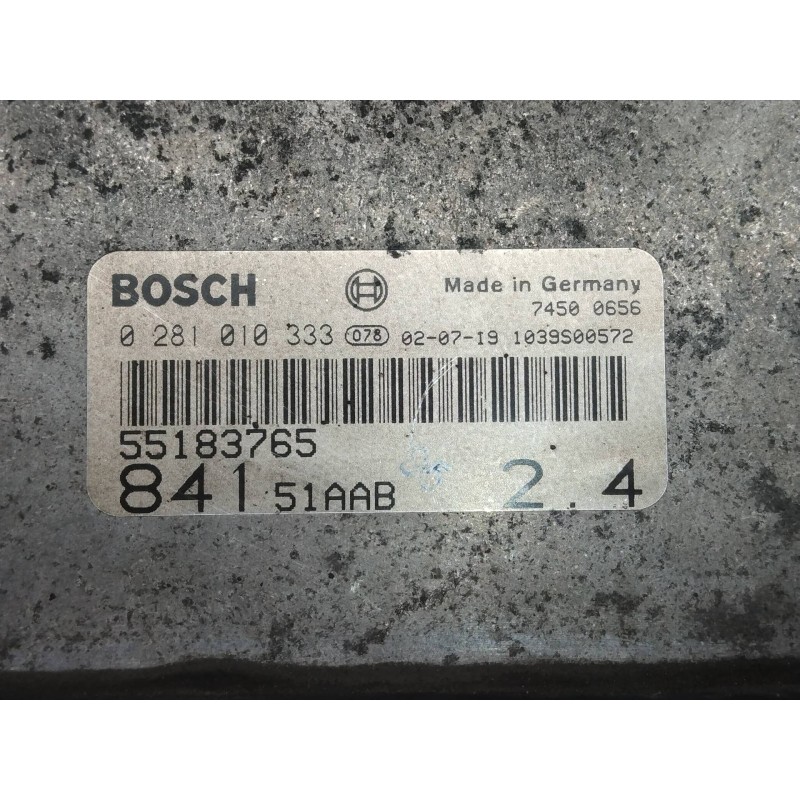 BOSCH Made in Germany
7450 0656
0 281 010 333 078 02-07-19 1039S00572
55183765
841 51AAB 2.4